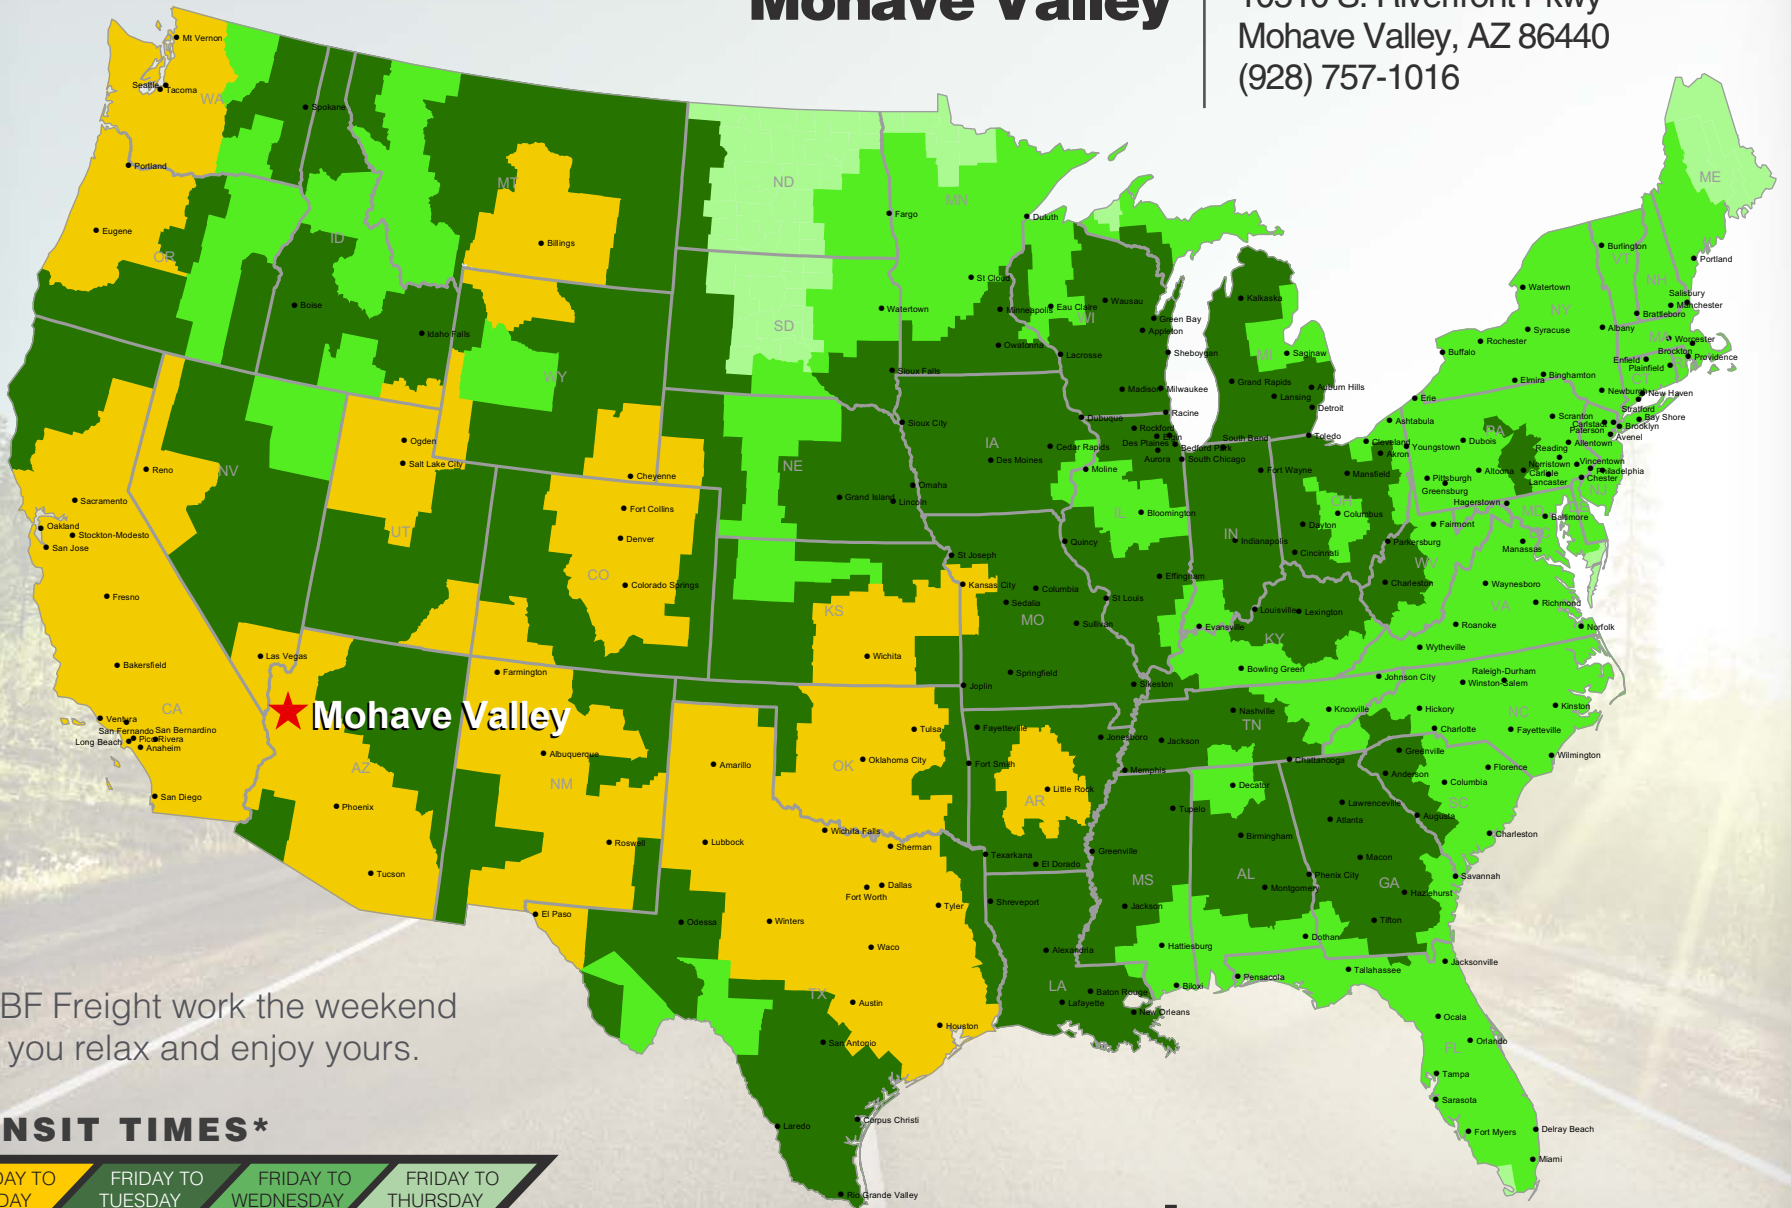 Mohave Valley
10510 S. Riverfront Pkwy
Mohave Valley, AZ 86440
(928) 757-1016
Mt Vernon
Seattle
Tacoma
WA
Spokane
Portland
Eugene
OR
ID
Boise
Idaho Falls
MT
Billings
WY
ND
Fargo
MN
Duluth
St Cloud
Minneapolis
Owatonna
SD
Watertown
Sioux Falls
Eau Claire
WI
Wausau
Green Bay
Appleton
Sheboygan
Lacrosse
Madison
Milwaukee
Racine
Kalkaska
MI
Saginaw
Grand Rapids
Lansing
Auburn Hills
Detroit
ME
Burlington
VT
NH
Portland
Salisbury
Manchester
Brattleboro
Watertown
NY
Syracuse
Rochester
Buffalo
Albany
MA
Worcester
Brockton
Providence
Enfield
Plainfield
CT
Binghamton
Elmira
Newburgh
New Haven
Stratford
Bay Shore
Brooklyn
Carlstadt
Paterson
Avenel
Erie
Scranton
Ashtabula
Allentown
PA
Dubois
Youngstown
Cleveland
Akron
Reading
Norristown
Vincentown
Philadelphia
Carlisle
Lancaster
Chester
NJ
Altoona
Pittsburgh
Greensburg
Hagerstown
MD
Baltimore
Fairmont
Manassas
Reno
NV
Sacramento
Oakland
Stockton-Modesto
San Jose
Fresno
Bakersfield
CA
Ventura
San Fernando
San Bernardino
Pico Rivera
Long Beach
Anaheim
San Diego
Las Vegas
Mohave Valley
Ogden
Salt Lake City
UT
AZ
Phoenix
Tucson
Cheyenne
Fort Collins
Denver
CO
Colorado Springs
Farmington
Albuquerque
NM
Roswell
El Paso
NE
Grand Island
Lincoln
Omaha
Sioux City
IA
Des Moines
Cedar Rapids
Dubuque
Rockford
Elgin
Des Plaines
Bedford Park
Aurora
South Chicago
South Bend
Toledo
Moline
IL
Bloomington
Quincy
Effingham
Fort Wayne
IN
Indianapolis
Mansfield
OH
Columbus
Dayton
Cincinnati
Parkersburg
WV
Charleston
KS
Wichita
St Joseph
Kansas City
Columbia
Sedalia
MO
St Louis
Sullivan
Springfield
Joplin
Sikeston
Evansville
Louisville
Lexington
KY
Bowling Green
Waynesboro
VA
Richmond
Roanoke
Norfolk
Wytheville
Raleigh-Durham
Winston-Salem
Johnson City
Hickory
NC
Kinston
Charlotte
Fayetteville
Wilmington
Nashville
TN
Knoxville
Jackson
Chattanooga
Memphis
Greenville
Anderson
Florence
Columbia
SC
Charleston
Amarillo
Tulsa
OK
Oklahoma City
Fayetteville
Fort Smith
Jonesboro
AR
Little Rock
Texarkana
El Dorado
Lubbock
Wichita Falls
Sherman
Dallas
Fort Worth
Tyler
Winters
Waco
Odessa
TX
Austin
Houston
San Antonio
Laredo
Corpus Christi
Rio Grande Valley
Shreveport
Alexandria
LA
Baton Rouge
Lafayette
New Orleans
Greenville
MS
Jackson
Tupelo
Hattiesburg
Biloxi
Decatur
Birmingham
AL
Montgomery
Phenix City
Dothan
Lawrenceville
Atlanta
Augusta
Macon
GA
Hazlehurst
Tifton
Savannah
Pensacola
Tallahassee
Jacksonville
Ocala
Orlando
FL
Tampa
Sarasota
Fort Myers
Delray Beach
Miami
BF Freight work the weekend
you relax and enjoy yours.
NSIT TIMES*
DAY TO
DAY
FRIDAY TO
TUESDAY
FRIDAY TO
WEDNESDAY
FRIDAY TO
THURSDAY